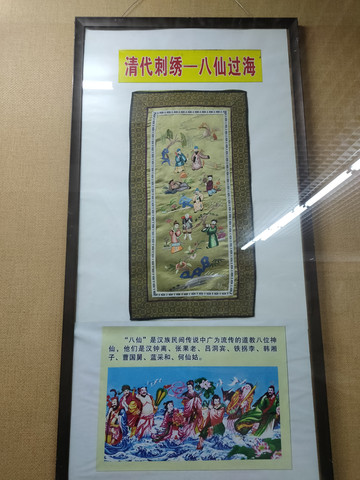 清代刺绣—八仙过海
“八仙”是汉族民间传说中广为流传的道教八位神
仙，他们是汉钟离、张果老、吕洞宾、铁拐李、韩湘
子、曹国舅、蓝采和、何仙姑。